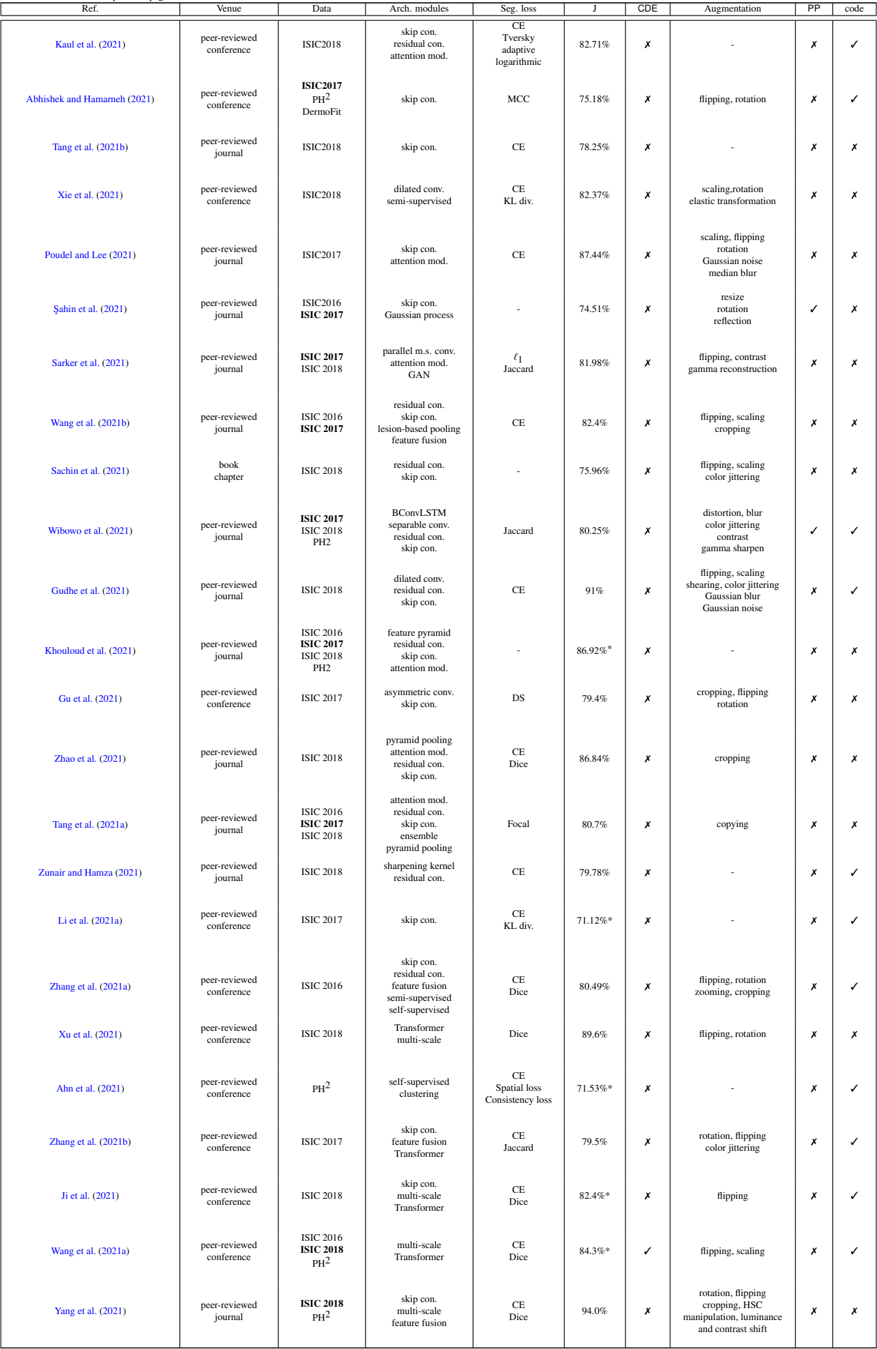 Ref. Venue Data Arch. modules Seg. loss J CDE Augmentation PP code
Kaul et al. (2021) peer-reviewed conference ISIC2018 skip con. residual con. attention mod. CE Tversky adaptive logarithmic 82.71% ✗ - ✗ ✓
Abhishek and Hamarneh (2021) peer-reviewed conference ISIC2017 PH2 DermoFit skip con. MCC 75.18% ✗ flipping, rotation ✗ ✓
Tang et al. (2021b) peer-reviewed journal ISIC2018 skip con. CE 78.25% ✗ - ✗ ✗
Xie et al. (2021) peer-reviewed conference ISIC2018 dilated conv. semi-supervised CE KL div. 82.37% ✗ scaling,rotation elastic transformation ✗ ✗
Poudel and Lee (2021) peer-reviewed journal ISIC2017 skip con. attention mod. CE 87.44% ✗ scaling, flipping rotation Gaussian noise median blur ✗ ✗
Şahin et al. (2021) peer-reviewed journal ISIC2016 ISIC 2017 skip con. Gaussian process - 74.51% ✗ resize rotation reflection ✓ ✗
Sarker et al. (2021) peer-reviewed journal ISIC 2017 ISIC 2018 parallel m.s. conv. attention mod. GAN ℓ1 Jaccard 81.98% ✗ flipping, contrast gamma reconstruction ✗ ✗
Wang et al. (2021b) peer-reviewed journal ISIC 2016 ISIC 2017 residual con. skip con. lesion-based pooling feature fusion CE 82.4% ✗ flipping, scaling cropping ✗ ✗
Sachin et al. (2021) book chapter ISIC 2018 residual con. skip con. - 75.96% ✗ flipping, scaling color jittering ✗ ✗
Wibowo et al. (2021) peer-reviewed journal ISIC 2017 ISIC 2018 PH2 BConvLSTM separable conv. residual con. skip con. Jaccard 80.25% ✗ distortion, blur color jittering contrast gamma sharpen ✓ ✓
Gudhe et al. (2021) peer-reviewed journal ISIC 2018 dilated conv. residual con. skip con. CE 91% ✗ flipping, scaling shearing, color jittering Gaussian blur Gaussian noise ✗ ✓
Khouloud et al. (2021) peer-reviewed journal ISIC 2016 ISIC 2017 ISIC 2018 PH2 feature pyramid residual con. skip con. attention mod. - 86.92%* ✗ - ✗ ✗
Gu et al. (2021) peer-reviewed conference ISIC 2017 asymmetric conv. skip con. DS 79.4% ✗ cropping, flipping rotation ✗ ✗
Zhao et al. (2021) peer-reviewed journal ISIC 2018 pyramid pooling attention mod. residual con. skip con. CE Dice 86.84% ✗ cropping ✗ ✗
Tang et al. (2021a) peer-reviewed journal ISIC 2016 ISIC 2017 ISIC 2018 attention mod. residual con. skip con. ensemble pyramid pooling Focal 80.7% ✗ copying ✗ ✗
Zunair and Hamza (2021) peer-reviewed journal ISIC 2018 sharpening kernel residual con. CE 79.78% ✗ - ✗ ✓
Li et al. (2021a) peer-reviewed conference ISIC 2017 skip con. CE KL div. 71.12%* ✗ - ✗ ✓
Zhang et al. (2021a) peer-reviewed conference ISIC 2016 skip con. residual con. feature fusion semi-supervised self-supervised CE Dice 80.49% ✗ flipping, rotation zooming, cropping ✗ ✓
Xu et al. (2021) peer-reviewed conference ISIC 2018 Transformer multi-scale Dice 89.6% ✗ flipping, rotation ✗ ✗
Ahn et al. (2021) peer-reviewed conference PH2 self-supervised clustering CE Spatial loss Consistency loss 71.53%* ✗ - ✗ ✓
Zhang et al. (2021b) peer-reviewed conference ISIC 2017 skip con. feature fusion Transformer CE Jaccard 79.5% ✗ rotation, flipping color jittering ✗ ✓
Ji et al. (2021) peer-reviewed conference ISIC 2018 skip con. multi-scale Transformer CE Dice 82.4%* ✗ flipping ✗ ✓
Wang et al. (2021a) peer-reviewed conference ISIC 2016 ISIC 2018 PH2 multi-scale Transformer CE Dice 84.3%* ✓ flipping, scaling ✗ ✓
Yang et al. (2021) peer-reviewed journal ISIC 2018 PH2 skip con. multi-scale feature fusion CE Dice 94.0% ✗ rotation, flipping cropping, HSC manipulation, luminance and contrast shift ✗ ✗